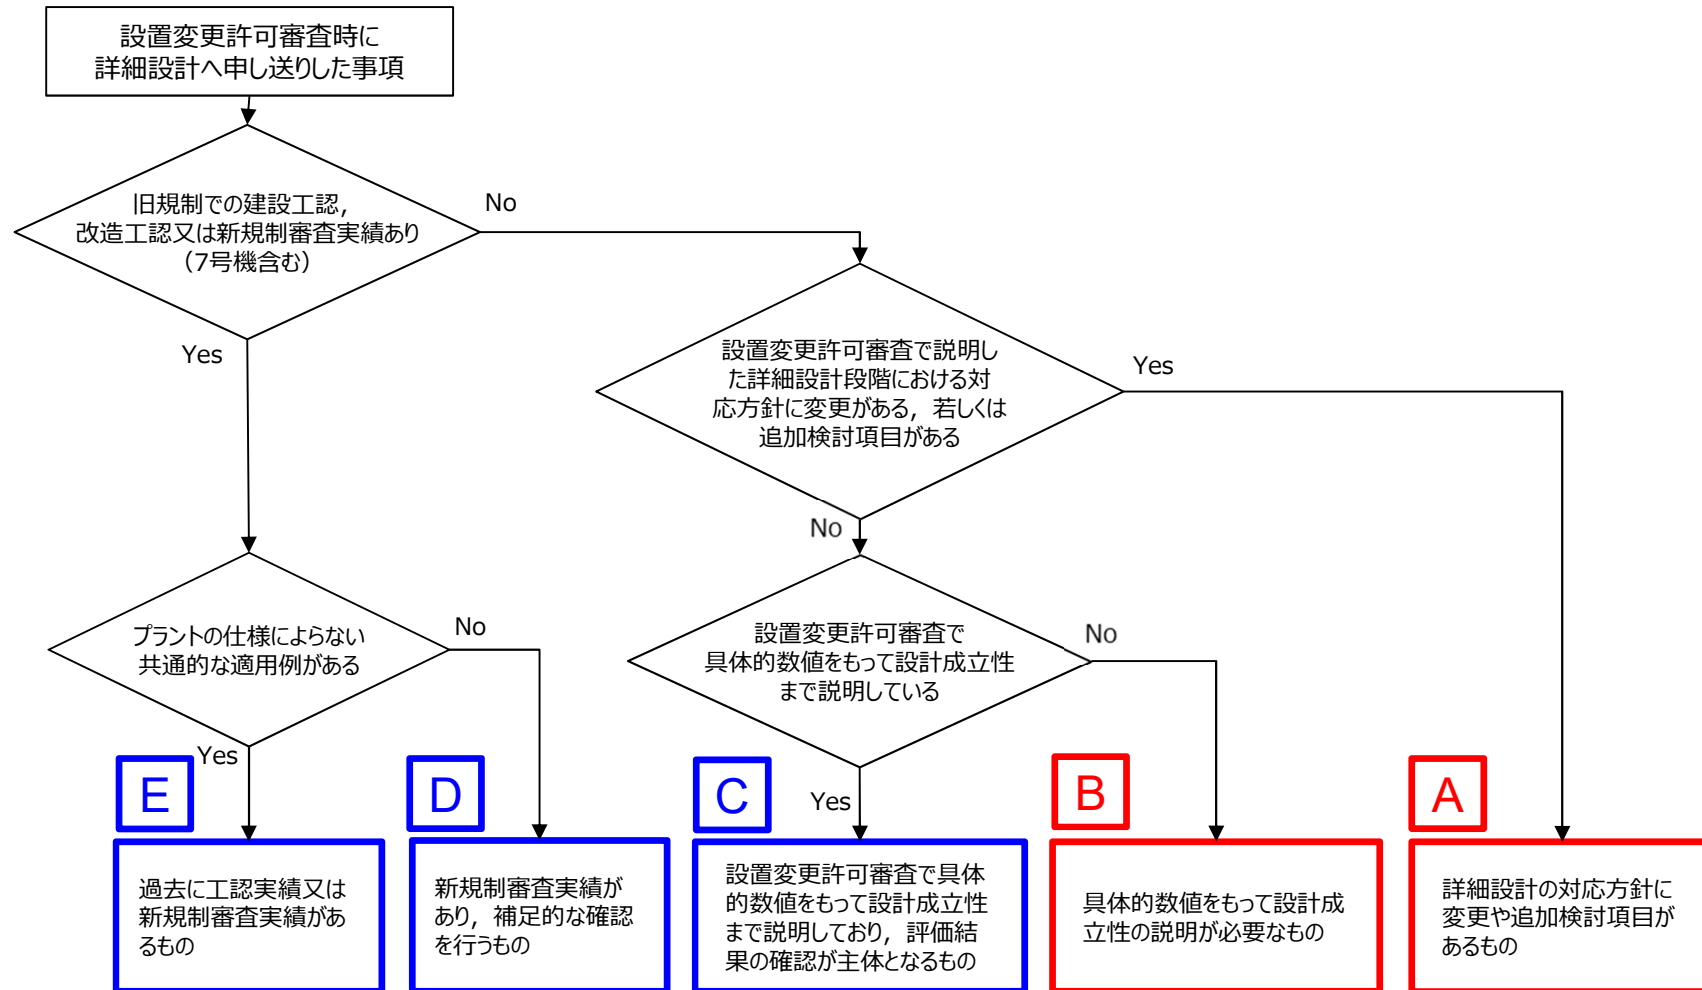 設置変更許可審査時に
詳細設計へ申し送りした事項
旧規制での建設工認，
改造工認又は新規制審査実績あり
（7号機含む）
No
Yes
設置変更許可審査で説明し
た詳細設計段階における対
応方針に変更がある，若しくは
追加検討項目がある
Yes
No
プラントの仕様によらない
共通的な適用例がある
No
Yes
設置変更許可審査で
具体的数値をもって設計成立性
まで説明している
No
Yes
E
D
C
B
A
過去に工認実績又は
新規制審査実績があ
るもの
新規制審査実績が
あり，補足的な確認
を行うもの
設置変更許可審査で具体
的数値をもって設計成立性
まで説明しており，評価結
果の確認が主体となるもの
具体的数値をもって設計成
立性の説明が必要なもの
詳細設計の対応方針に
変更や追加検討項目が
あるもの